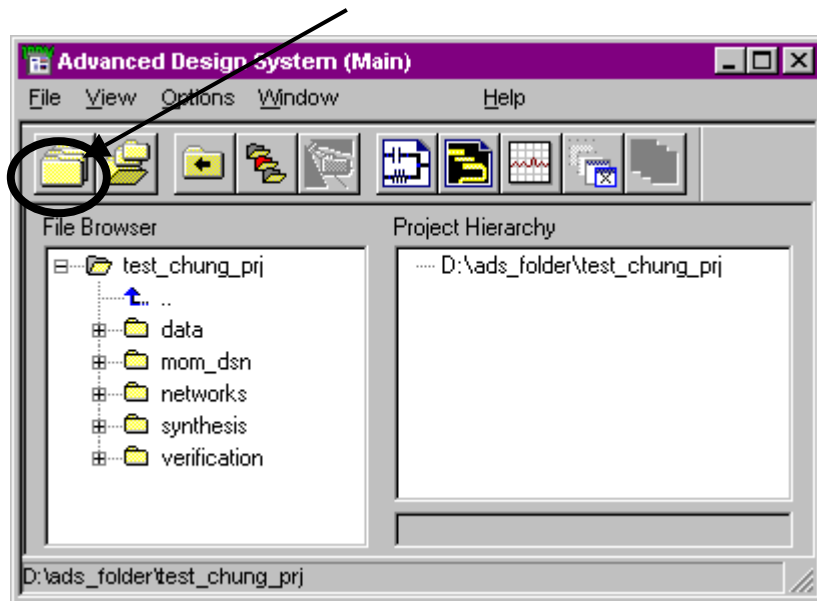 Advanced Design System (Main)
File View Options Window Help
File Browser
Project Hierarchy
test_chung_prj
..
data
mom_dsn
networks
synthesis
verification
D:\ads_folder\test_chung_prj
D:\ads_folder\test_chung_prj